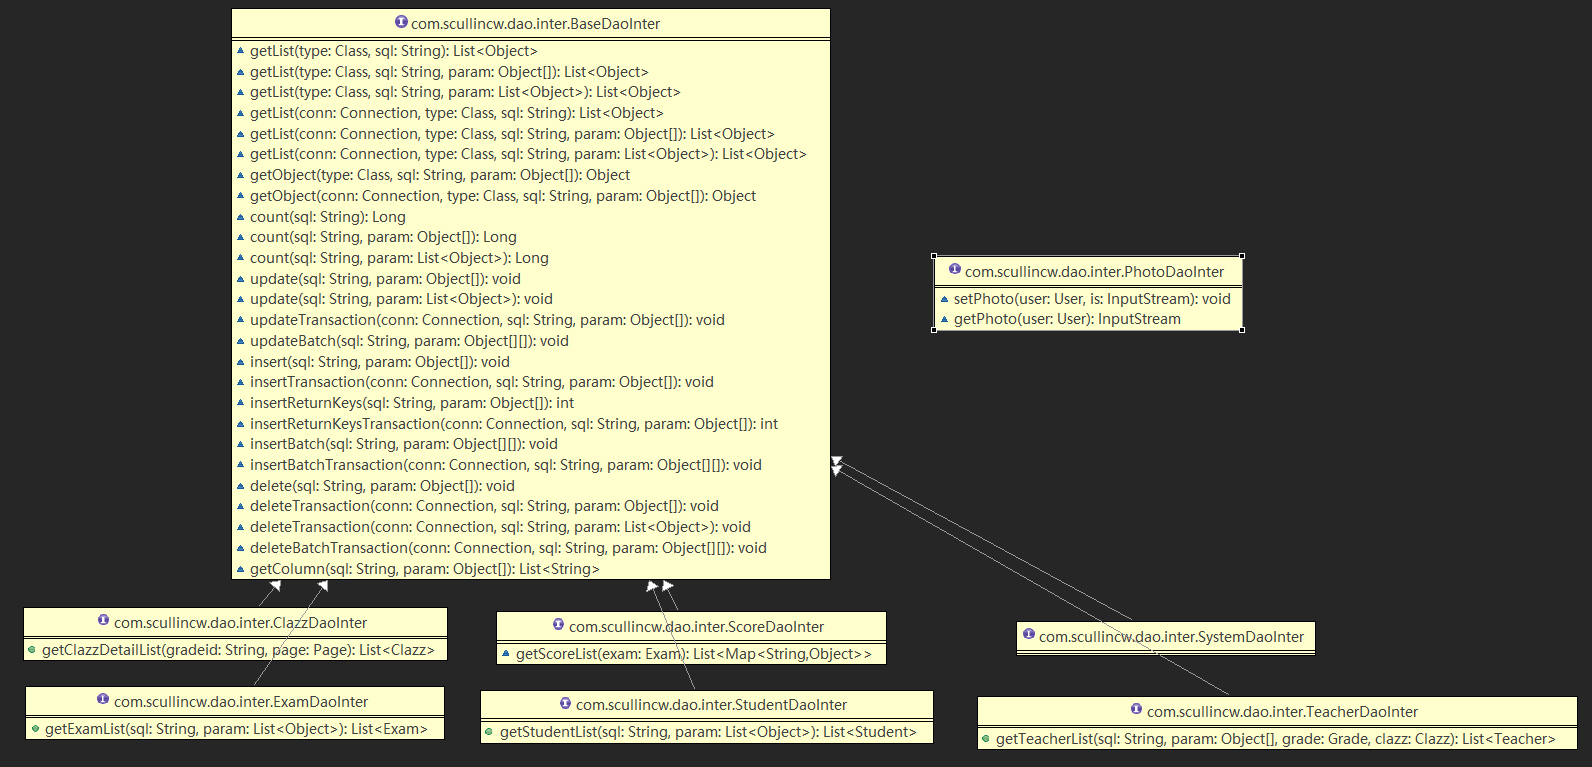 com.scullincw.dao.inter.BaseDaoInter
getList(type: Class, sql: String): List<Object>
getList(type: Class, sql: String, param: Object[]): List<Object>
getList(type: Class, sql: String, param: List<Object>): List<Object>
getList(conn: Connection, type: Class, sql: String): List<Object>
getList(conn: Connection, type: Class, sql: String, param: Object[]): List<Object>
getList(conn: Connection, type: Class, sql: String, param: List<Object>): List<Object>
getObject(type: Class, sql: String, param: Object[]): Object
getObject(conn: Connection, type: Class, sql: String, param: Object[]): Object
count(sql: String): Long
count(sql: String, param: Object[]): Long
count(sql: String, param: List<Object>): Long
update(sql: String, param: Object[]): void
update(sql: String, param: List<Object>): void
updateTransaction(conn: Connection, sql: String, param: Object[]): void
updateBatch(sql: String, param: Object[][]): void
insert(sql: String, param: Object[]): void
insertTransaction(conn: Connection, sql: String, param: Object[]): void
insertReturnKeys(sql: String, param: Object[]): int
insertReturnKeysTransaction(conn: Connection, sql: String, param: Object[]): int
insertBatch(sql: String, param: Object[][]): void
insertBatchTransaction(conn: Connection, sql: String, param: Object[][]): void
delete(sql: String, param: Object[]): void
deleteTransaction(conn: Connection, sql: String, param: Object[]): void
deleteTransaction(conn: Connection, sql: String, param: List<Object>): void
deleteBatchTransaction(conn: Connection, sql: String, param: Object[][]): void
getColumn(sql: String, param: Object[]): List<String>
com.scullincw.dao.inter.PhotoDaoInter
setPhoto(user: User, is: InputStream): void
getPhoto(user: User): InputStream
com.scullincw.dao.inter.ClazzDaoInter
getClazzDetailList(gradeid: String, page: Page): List<Clazz>
com.scullincw.dao.inter.ScoreDaoInter
getScoreList(exam: Exam): List<Map<String,Object>>
com.scullincw.dao.inter.SystemDaoInter
com.scullincw.dao.inter.ExamDaoInter
getExamList(sql: String, param: List<Object>): List<Exam>
com.scullincw.dao.inter.StudentDaoInter
getStudentList(sql: String, param: List<Object>): List<Student>
com.scullincw.dao.inter.TeacherDaoInter
getTeacherList(sql: String, param: Object[], grade: Grade, clazz: Clazz): List<Teacher>